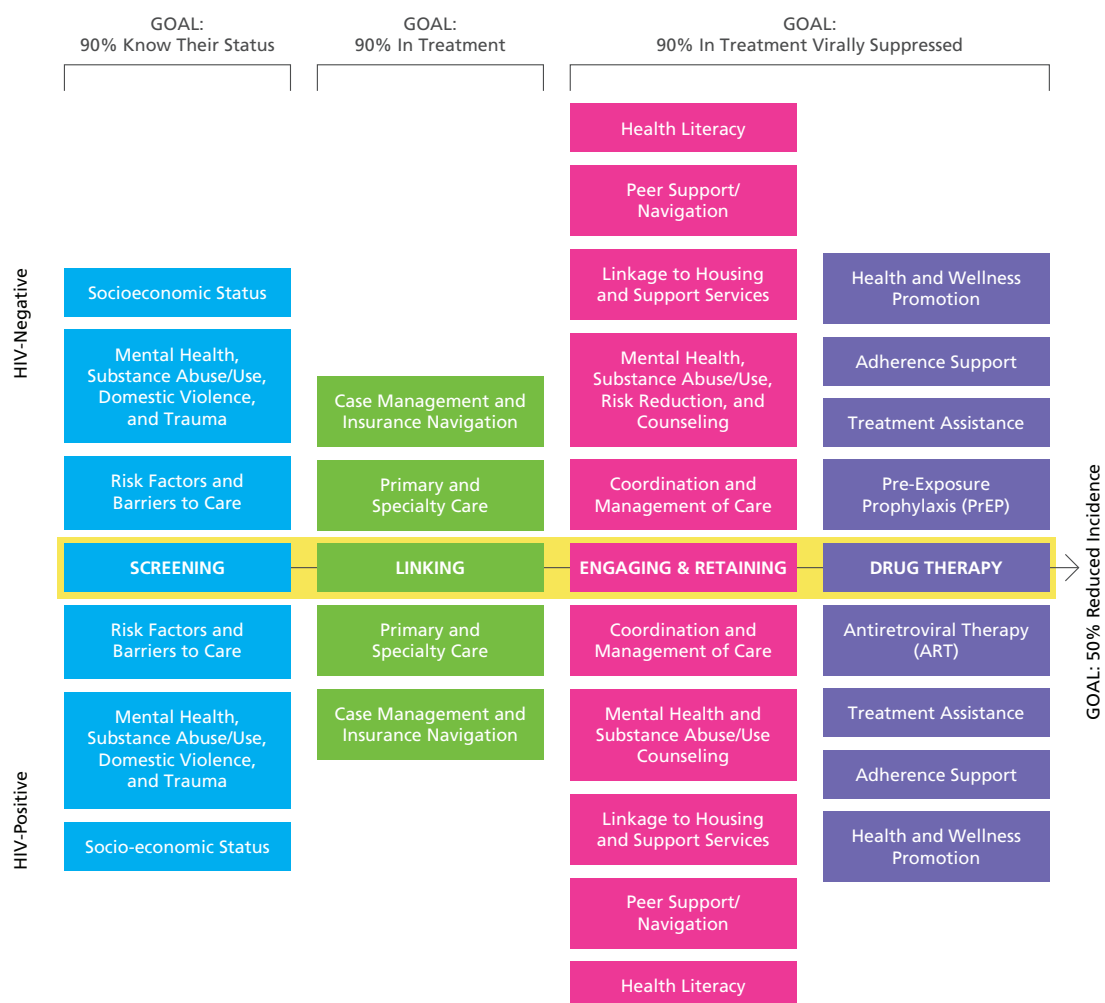 GOAL:
90% Know Their Status
GOAL:
90% In Treatment
GOAL:
90% In Treatment Virally Suppressed
HIV-Negative
Socioeconomic Status
Mental Health,
Substance Abuse/Use,
Domestic Violence,
and Trauma
Risk Factors and
Barriers to Care
Case Management and
Insurance Navigation
Primary and
Specialty Care
Health Literacy
Peer Support/
Navigation
Linkage to Housing
and Support Services
Mental Health,
Substance Abuse/Use,
Risk Reduction, and
Counseling
Coordination and
Management of Care
Health and Wellness
Promotion
Adherence Support
Treatment Assistance
Pre-Exposure
Prophylaxis (PrEP)
SCREENING
LINKING
ENGAGING & RETAINING
DRUG THERAPY
GOAL: 50% Reduced Incidence
HIV-Positive
Risk Factors and
Barriers to Care
Mental Health,
Substance Abuse/Use,
Domestic Violence,
and Trauma
Socio-economic Status
Primary and
Specialty Care
Case Management and
Insurance Navigation
Coordination and
Management of Care
Mental Health and
Substance Abuse/Use
Counseling
Linkage to Housing
and Support Services
Peer Support/
Navigation
Health Literacy
Antiretroviral Therapy
(ART)
Treatment Assistance
Adherence Support
Health and Wellness
Promotion